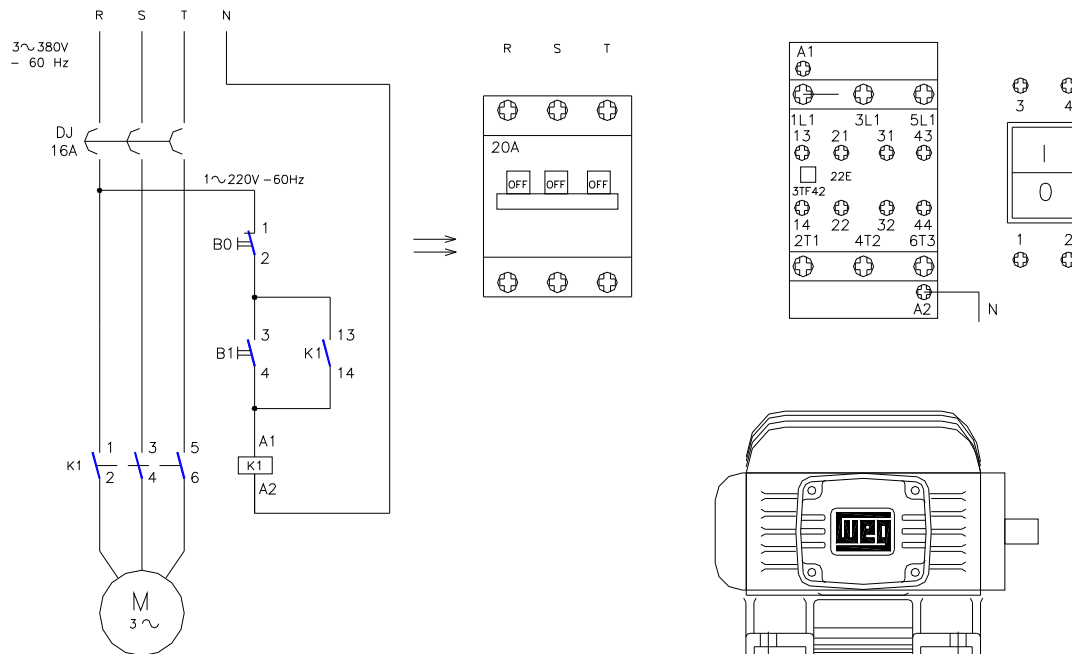 R S T N
3~380V
- 60 Hz
DJ
16A
1~220V -60Hz
B0
1
2
B1
3
4
K1
13
14
A1
K1
A2
K1
1
2
3
4
5
6
M
3~
R S T
20A
OFF OFF OFF
A1
1L1 3L1 5L1
13 21 31 43
22E
3TF42
14 22 32 44
2T1 4T2 6T3
A2
N
3 4
I
O
1 2
WEG